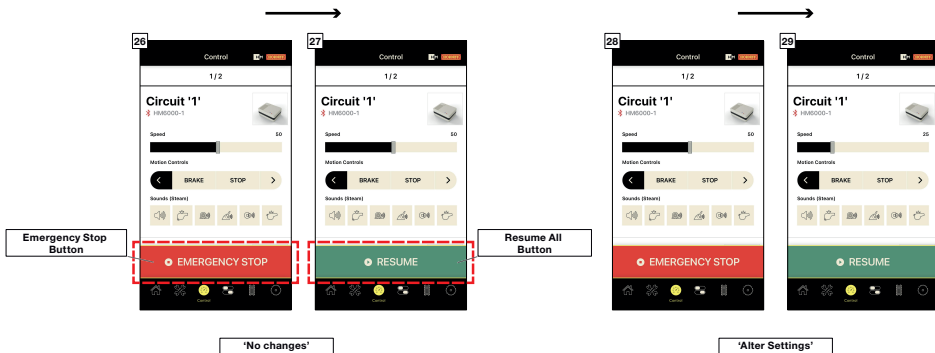 26
Control
1/2
Circuit '1'
HM6000-1
Speed 50
Motion Controls
< BRAKE STOP >
Sounds (Steam)
EMERGENCY STOP
Control
Emergency Stop
Button
27
Control
1/2
Circuit '1'
HM6000-1
Speed 50
Motion Controls
< BRAKE STOP >
Sounds (Steam)
RESUME
Control
Resume All
Button
'No changes'
28
Control
1/2
Circuit '1'
HM6000-1
Speed 50
Motion Controls
< BRAKE STOP >
Sounds (Steam)
EMERGENCY STOP
Control
29
Control
1/2
Circuit '1'
HM6000-1
Speed 25
Motion Controls
< BRAKE STOP >
Sounds (Steam)
RESUME
Control
'Alter Settings'